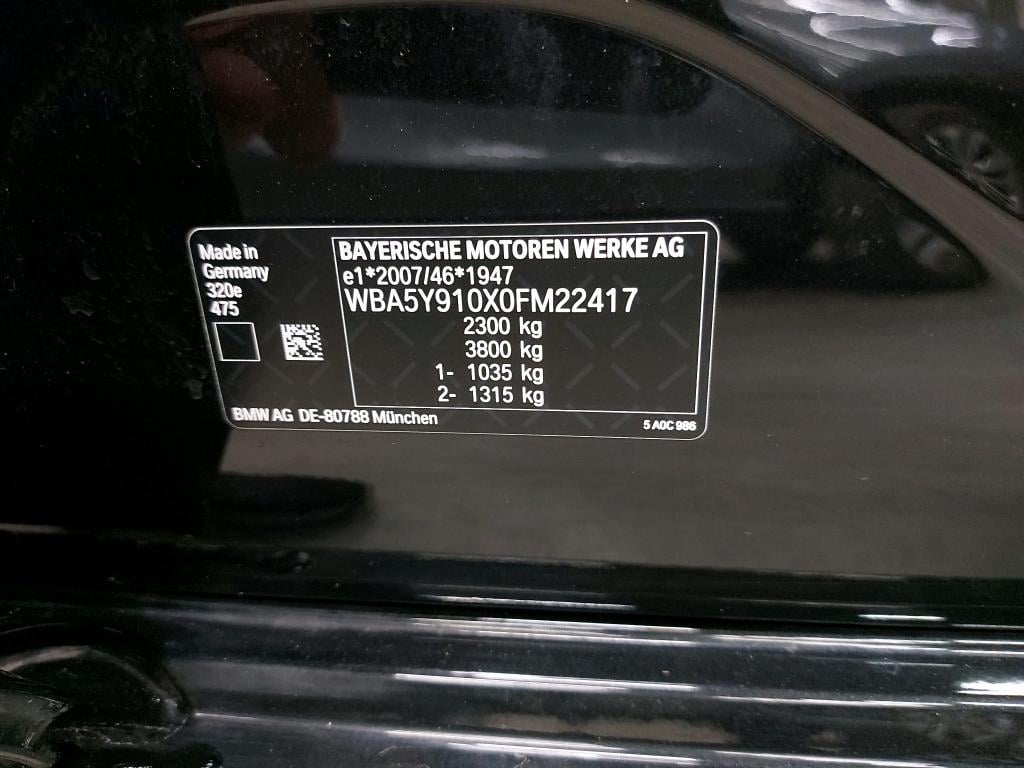 Made in
Germany
320e
475
BAYERISCHE MOTOREN WERKE AG
e1*2007/46*1947
WBA5Y910X0FM22417
2300 kg
3800 kg
1- 1035 kg
2- 1315 kg
BMW AG DE-80788 München
5 A0C 986